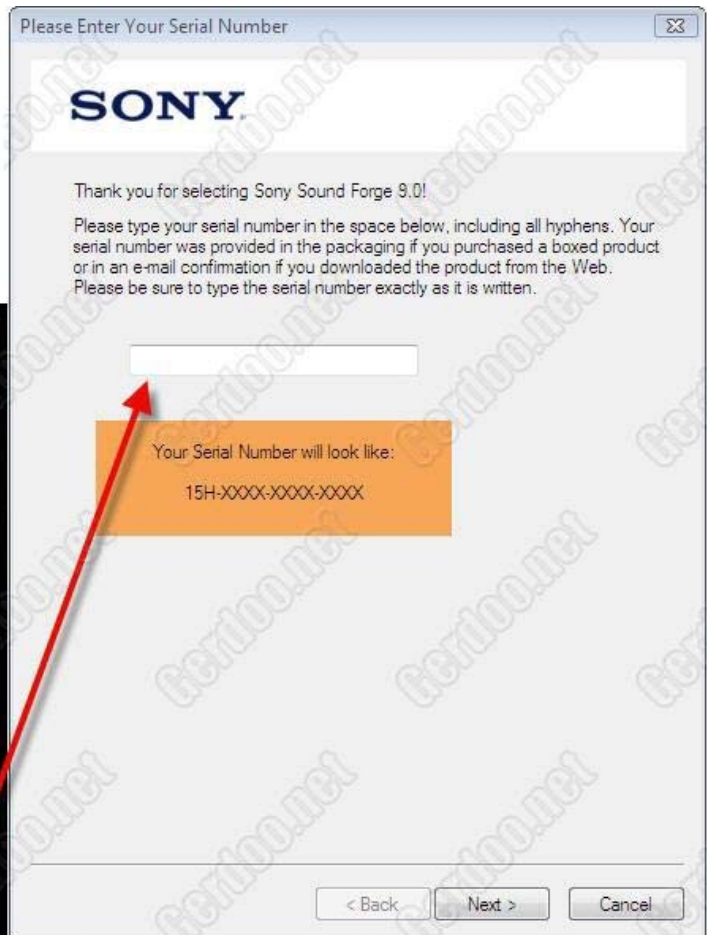 Please Enter Your Serial Number
SONY
Thank you for selecting Sony Sound Forge 9.0!
Please type your serial number in the space below, including all hyphens. Your
serial number was provided in the packaging if you purchased a boxed product
or in an e-mail confirmation if you downloaded the product from the Web.
Please be sure to type the serial number exactly as it is written.
Your Serial Number will look like:
15H-XXXX-XXXX-XXXX
< Back
Next >
Cancel
Gerdoo.net